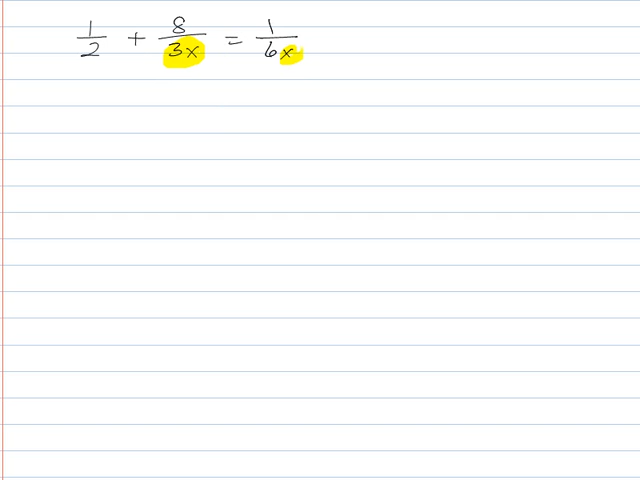 1/2 + 8/3x = 1/6x